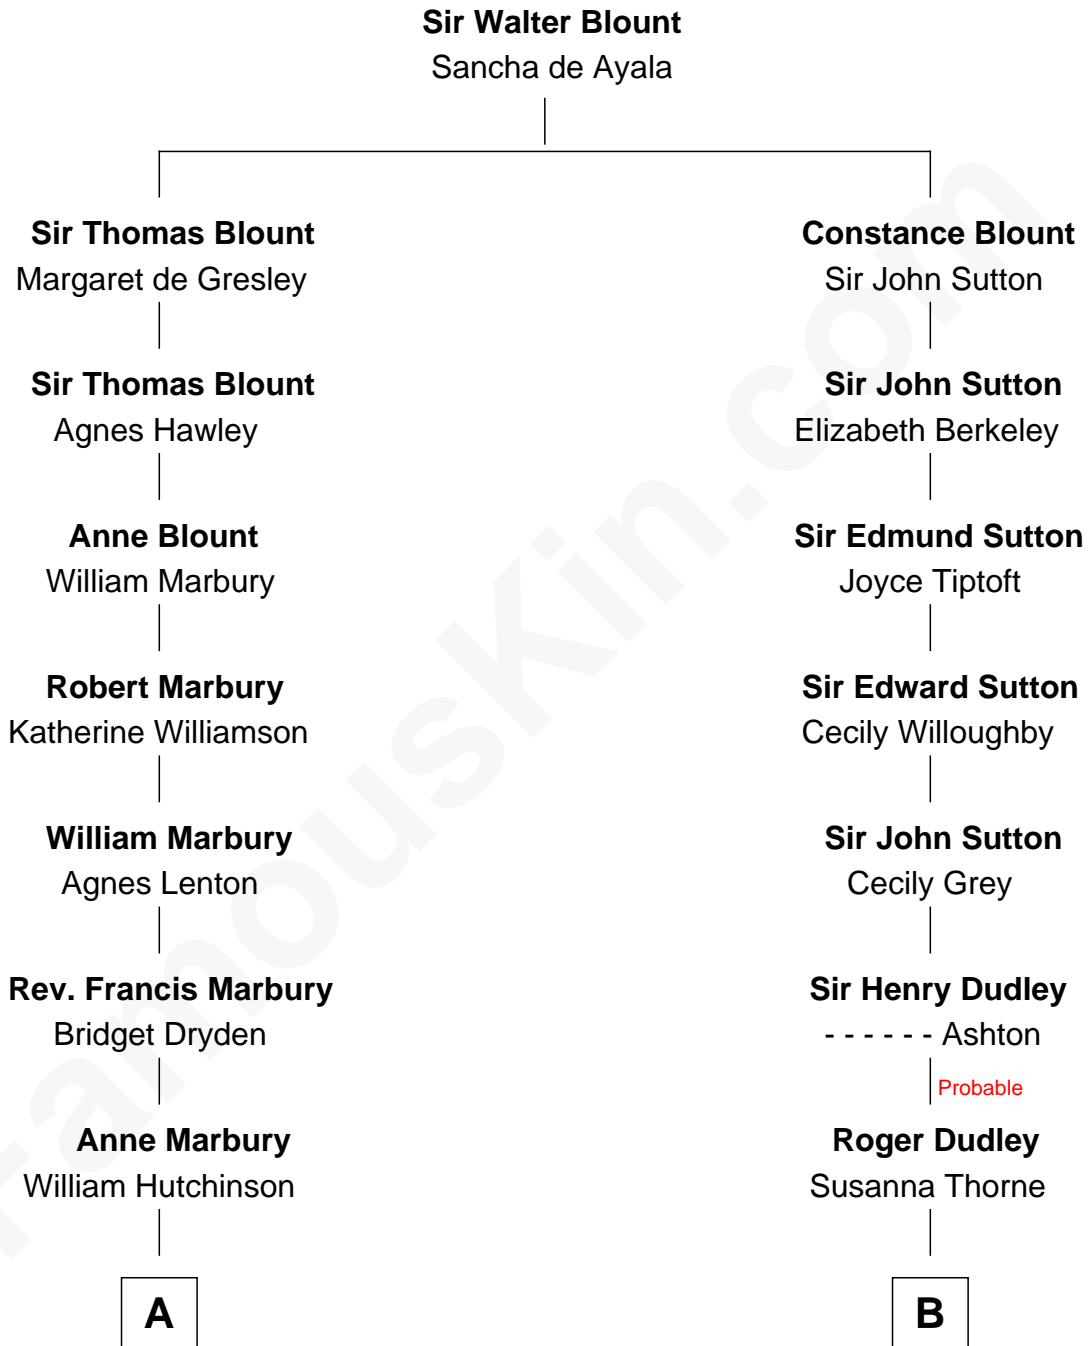 Sir Walter Blount
Sancha de Ayala
Sir Thomas Blount
Margaret de Gresley
Constance Blount
Sir John Sutton
Sir Thomas Blount
Agnes Hawley
Sir John Sutton
Elizabeth Berkeley
Anne Blount
William Marbury
Sir Edmund Sutton
Joyce Tiptoft
Robert Marbury
Katherine Williamson
Sir Edward Sutton
Cecily Willoughby
William Marbury
Agnes Lenton
Sir John Sutton
Cecily Grey
Rev. Francis Marbury
Bridget Dryden
Sir Henry Dudley
- - - - - - Ashton
Probable
Anne Marbury
William Hutchinson
Roger Dudley
Susanna Thorne
A
B
FamousKin.com